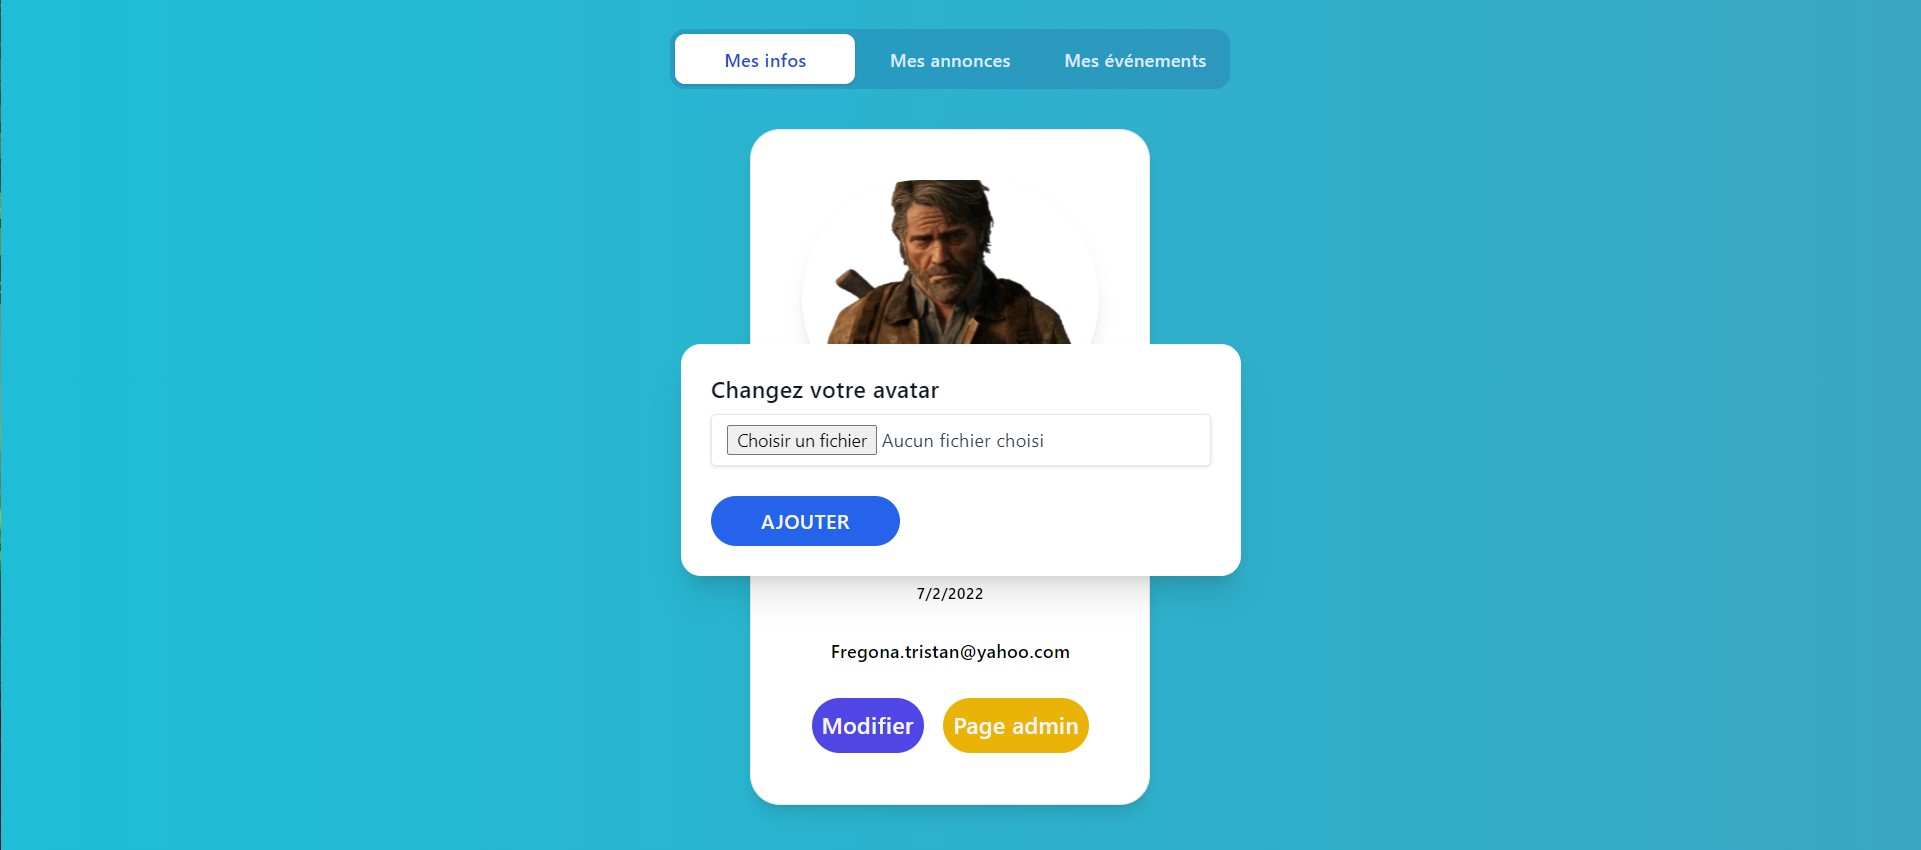 Mes infos Mes annonces Mes événements
Changez votre avatar
Choisir un fichier Aucun fichier choisi
AJOUTER
7/2/2022
Fregona.tristan@yahoo.com
Modifier Page admin